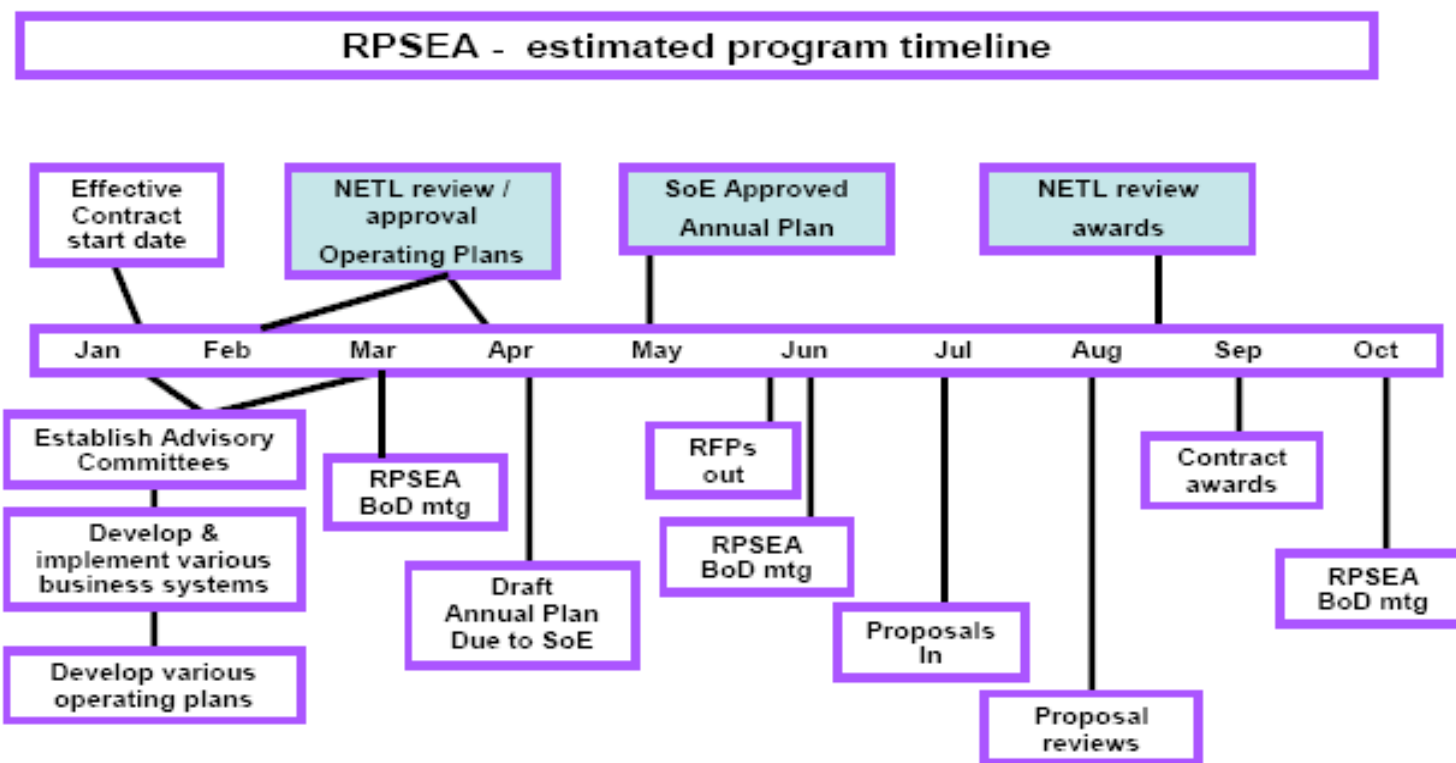 RPSEA - estimated program timeline
Effective
Contract
start date
NETL review /
approval
Operating Plans
SoE Approved
Annual Plan
NETL review
awards
Jan Feb Mar Apr May Jun Jul Aug Sep Oct
Establish Advisory
Committees
Develop &
implement various
business systems
Develop various
operating plans
RPSEA
BoD mtg
Draft
Annual Plan
Due to SoE
RFPs
out
RPSEA
BoD mtg
Proposals
In
Proposal
reviews
Contract
awards
RPSEA
BoD mtg